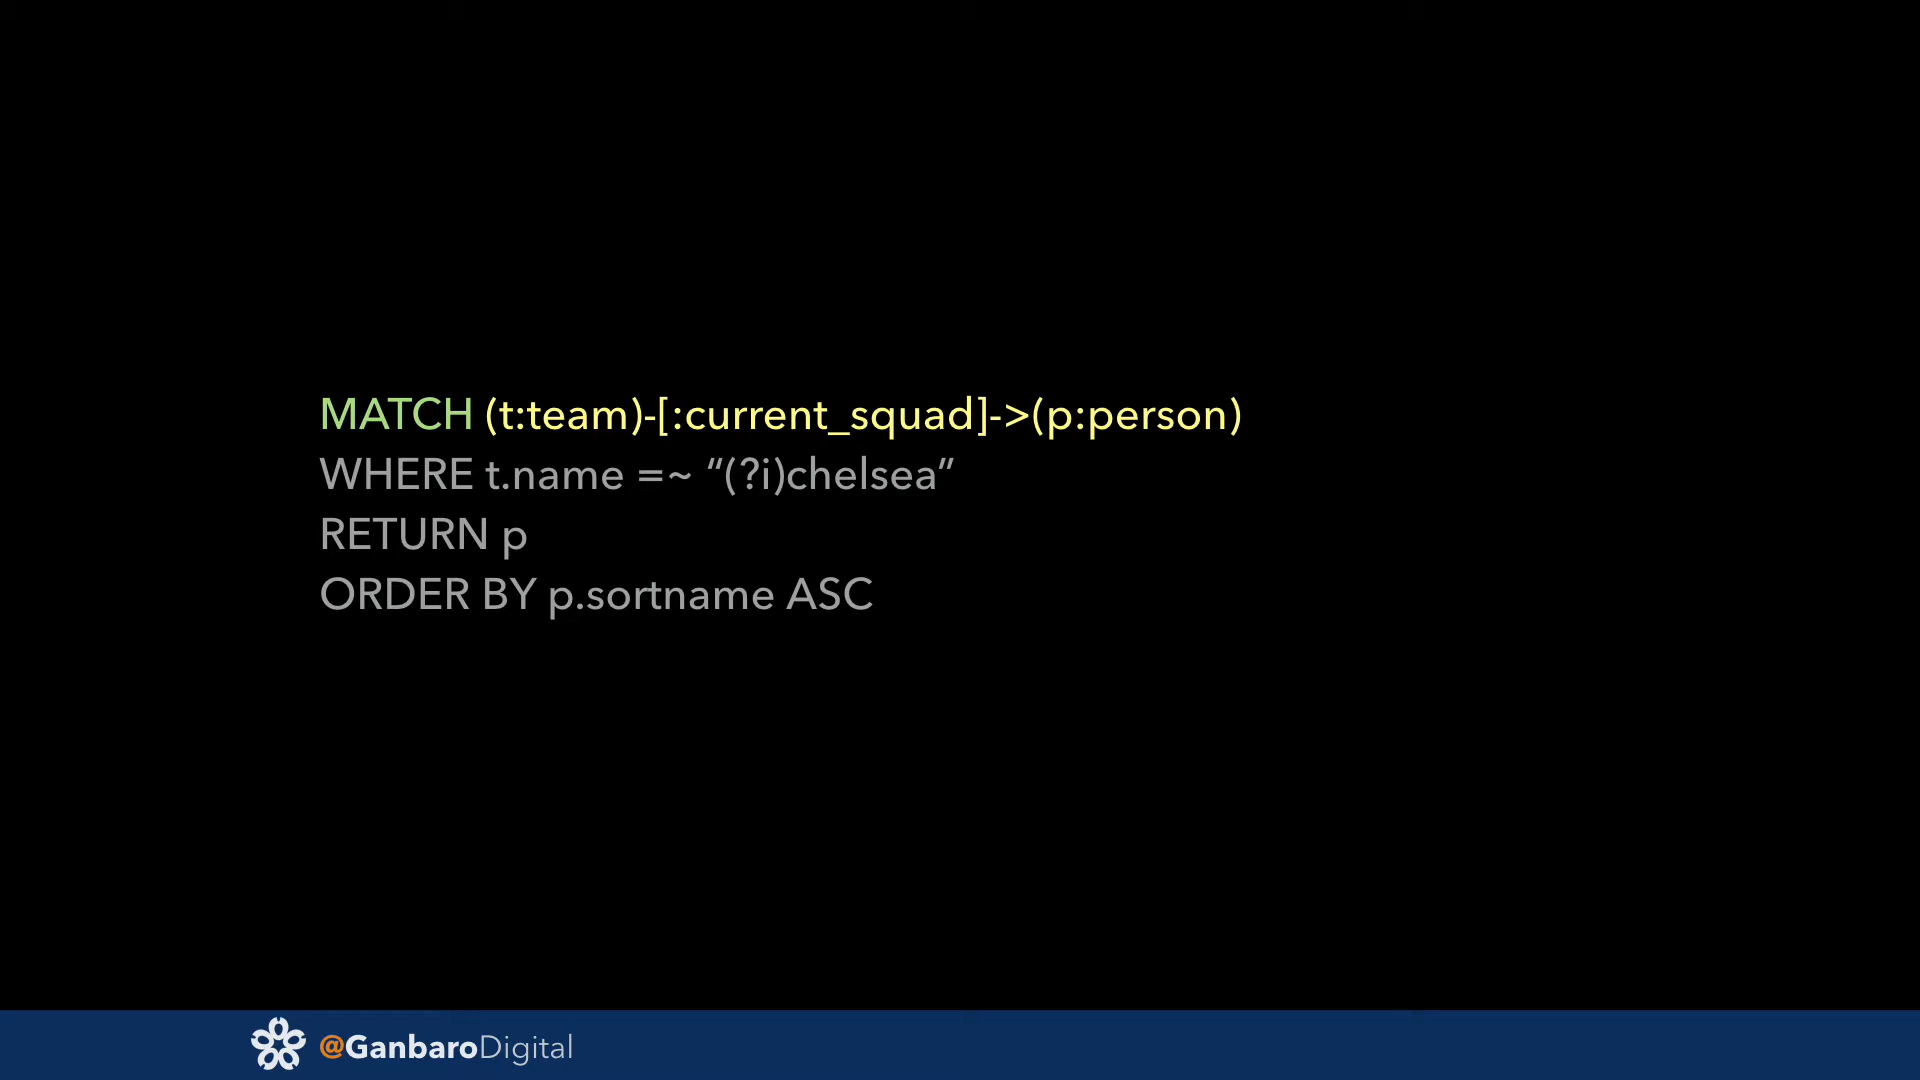 MATCH (t:team)-[:current_squad]->(p:person)
WHERE t.name =~ “(?i)chelsea”
RETURN p
ORDER BY p.sortname ASC
@GanbaroDigital